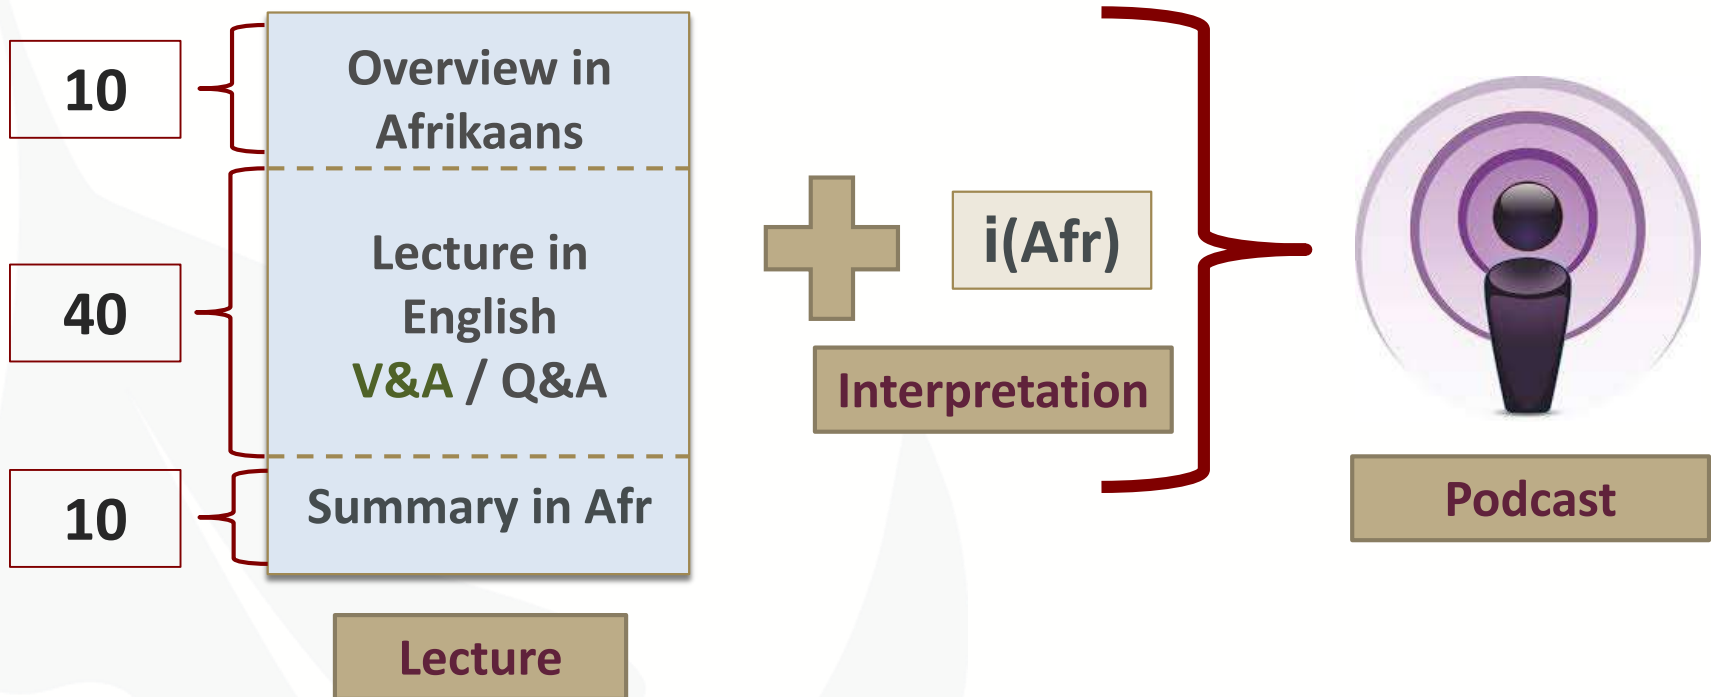 10
Overview in
Afrikaans
40
Lecture in
English
V&A / Q&A
10
Summary in Afr
Lecture
i(Afr)
Interpretation
Podcast